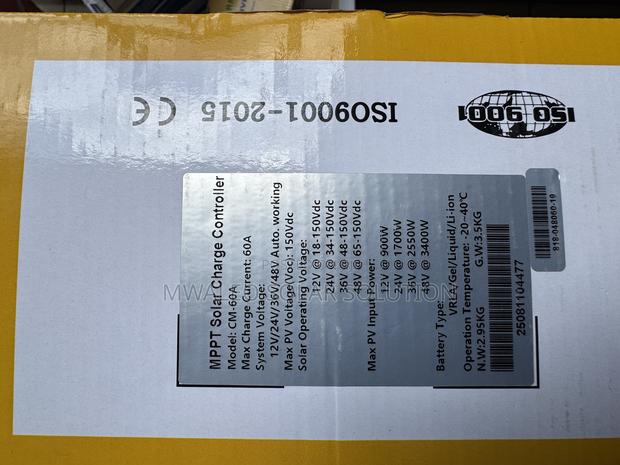 ISO 9001
ISO9001-2015 CE
MPPT Solar Charge Controller
Model: CM-60A
Max Charge Current: 60A
System Voltage:
12V/24V/36V/48V Auto. working
Max PV Voltage(Voc): 150Vdc
Solar Operating Voltage:
12V @ 18-150Vdc
24V @ 34-150Vdc
36V @ 48-150Vdc
48V @ 65-150Vdc
Max PV Input Power:
12V @ 900W
24V @ 1700W
36V @ 2550W
48V @ 3400W
Battery Type:
VRLA/Gel/Liquid/Li-ion
Operation Temperature: -20~40℃
N.W:2.95KG G.W:3.5KG
25081104477
818-048060-19